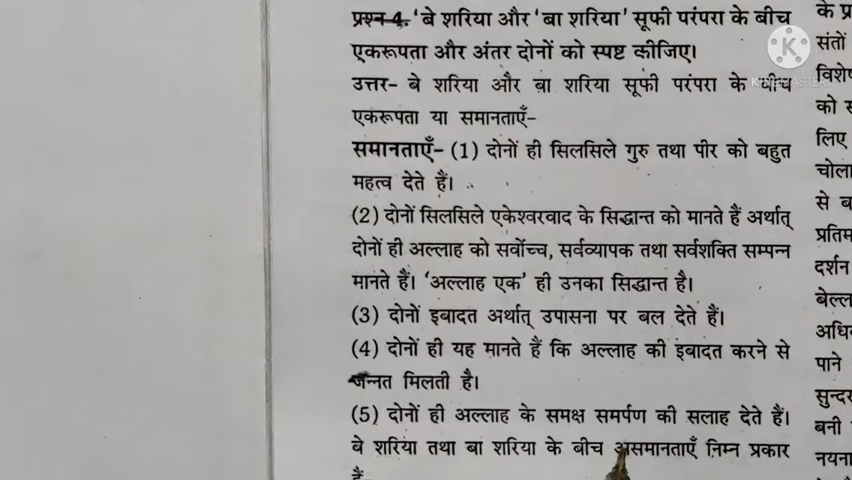 प्रश्न 4. 'बे शरिया और 'बा शरिया' सूफी परंपरा के बीच
एकरूपता और अंतर दोनों को स्पष्ट कीजिए।
उत्तर- बे शरिया और बा शरिया सूफी परंपरा के बीच
एकरूपता या समानताएँ-
समानताएँ- (1) दोनों ही सिलसिले गुरु तथा पीर को बहुत
महत्व देते हैं।
(2) दोनों सिलसिले एकेश्वरवाद के सिद्धान्त को मानते हैं अर्थात्
दोनों ही अल्लाह को सर्वोच्च, सर्वव्यापक तथा सर्वशक्ति सम्पन्न
मानते हैं। 'अल्लाह एक' ही उनका सिद्धान्त है।
(3) दोनों इबादत अर्थात् उपासना पर बल देते हैं।
(4) दोनों ही यह मानते हैं कि अल्लाह की इबादत करने से
जन्नत मिलती है।
(5) दोनों ही अल्लाह के समक्ष समर्पण की सलाह देते हैं।
बे शरिया तथा बा शरिया के बीच असमानताएँ निम्न प्रकार
के प्र
संतों
विशेष
को स
लिए
चोला
से ब
प्रतिम
दर्शन
बेल्ल
अधि
पाने
सुन्दर
बनी
नयना
K
KINEMASTER